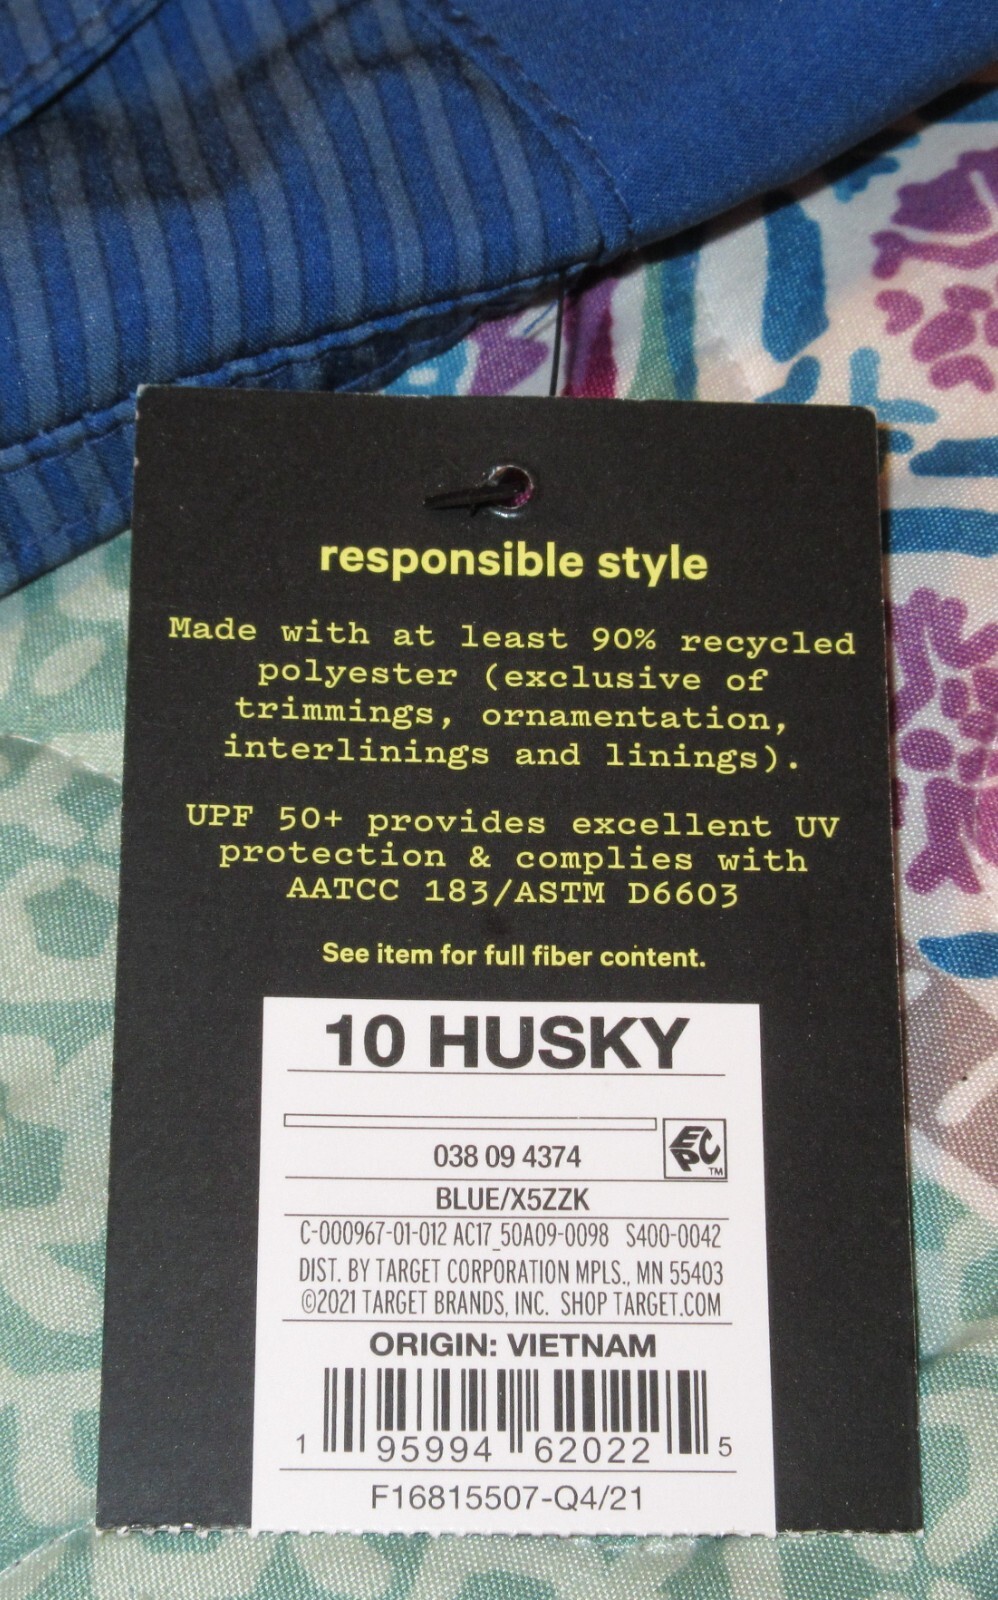 responsible style
Made with at least 90% recycled
polyester (exclusive of
trimmings, ornamentation,
interlinings and linings).
UPF 50+ provides excellent UV
protection & complies with
AATCC 183/ASTM D6603
See item for full fiber content.
10 HUSKY
038 09 4374
EPC TM
BLUE/X5ZZK
C-000967-01-012 AC17_50A09-0098 S400-0042
DIST. BY TARGET CORPORATION MPLS., MN 55403
©2021 TARGET BRANDS, INC. SHOP TARGET.COM
ORIGIN: VIETNAM
1 95994 62022 5
F16815507-Q4/21